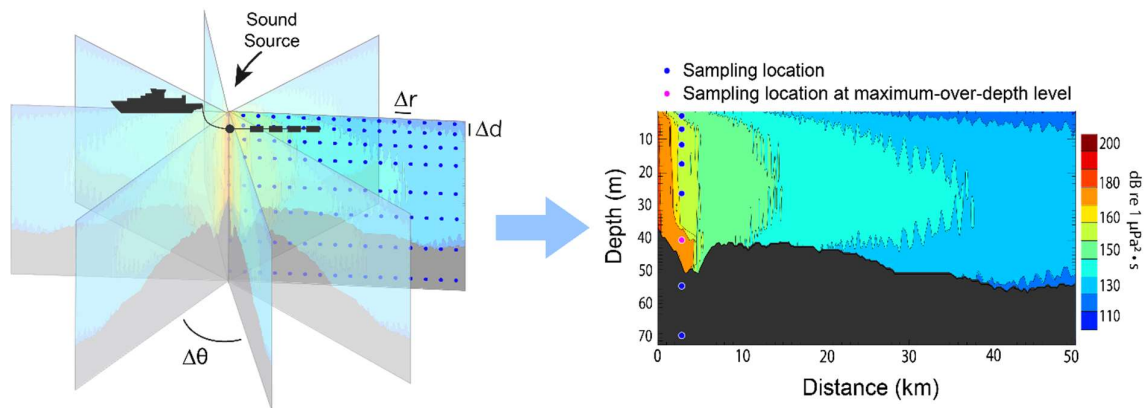 Sound
Source
Δr
Δd
Δθ
Sampling location
Sampling location at maximum-over-depth level
Depth (m)
10
20
30
40
50
60
70
0
10
20
30
40
50
Distance (km)
200
180
160
150
130
110
dB re 1 μPa²·s